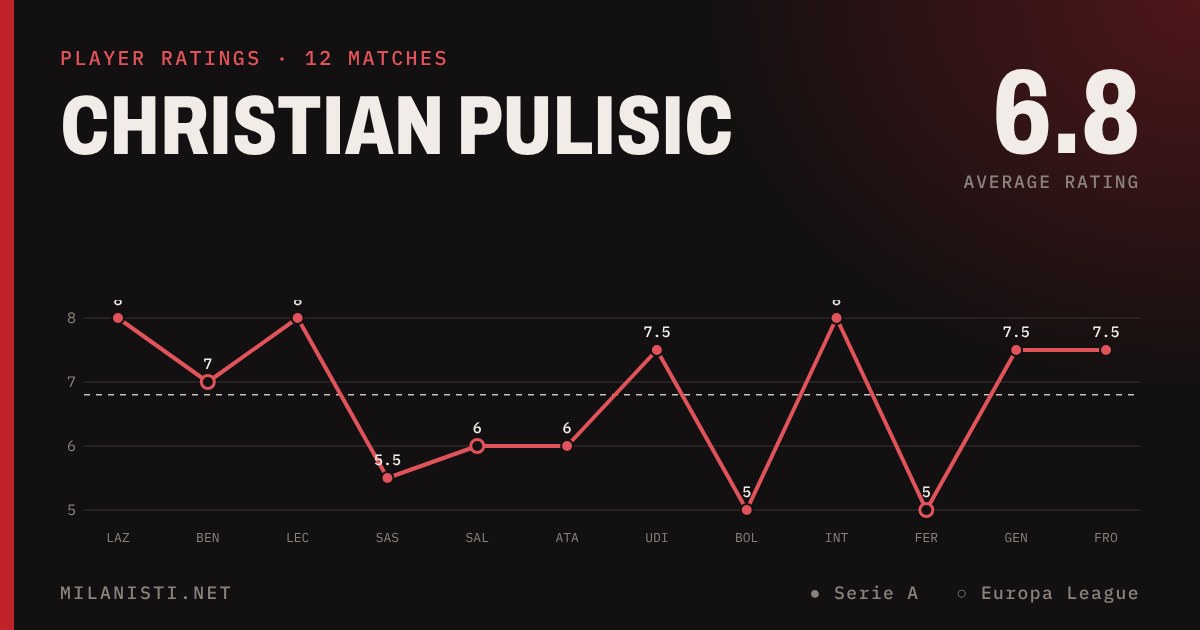 PLAYER RATINGS · 12 MATCHES
CHRISTIAN PULISIC
6.8
AVERAGE RATING
8
7
6
5
7
5.5
6
6
7.5
5
5
7.5
7.5
LAZ BEN LEC SAS SAL ATA UDI BOL INT FER GEN FRO
MILANISTI.NET
Serie A
Europa League